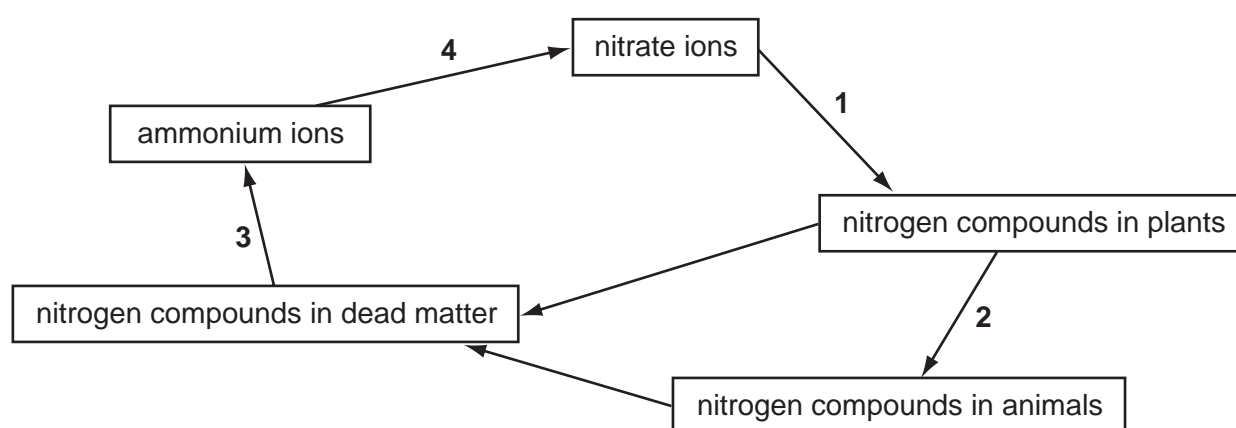 4
nitrate ions
1
ammonium ions
nitrogen compounds in plants
3
nitrogen compounds in dead matter
2
nitrogen compounds in animals